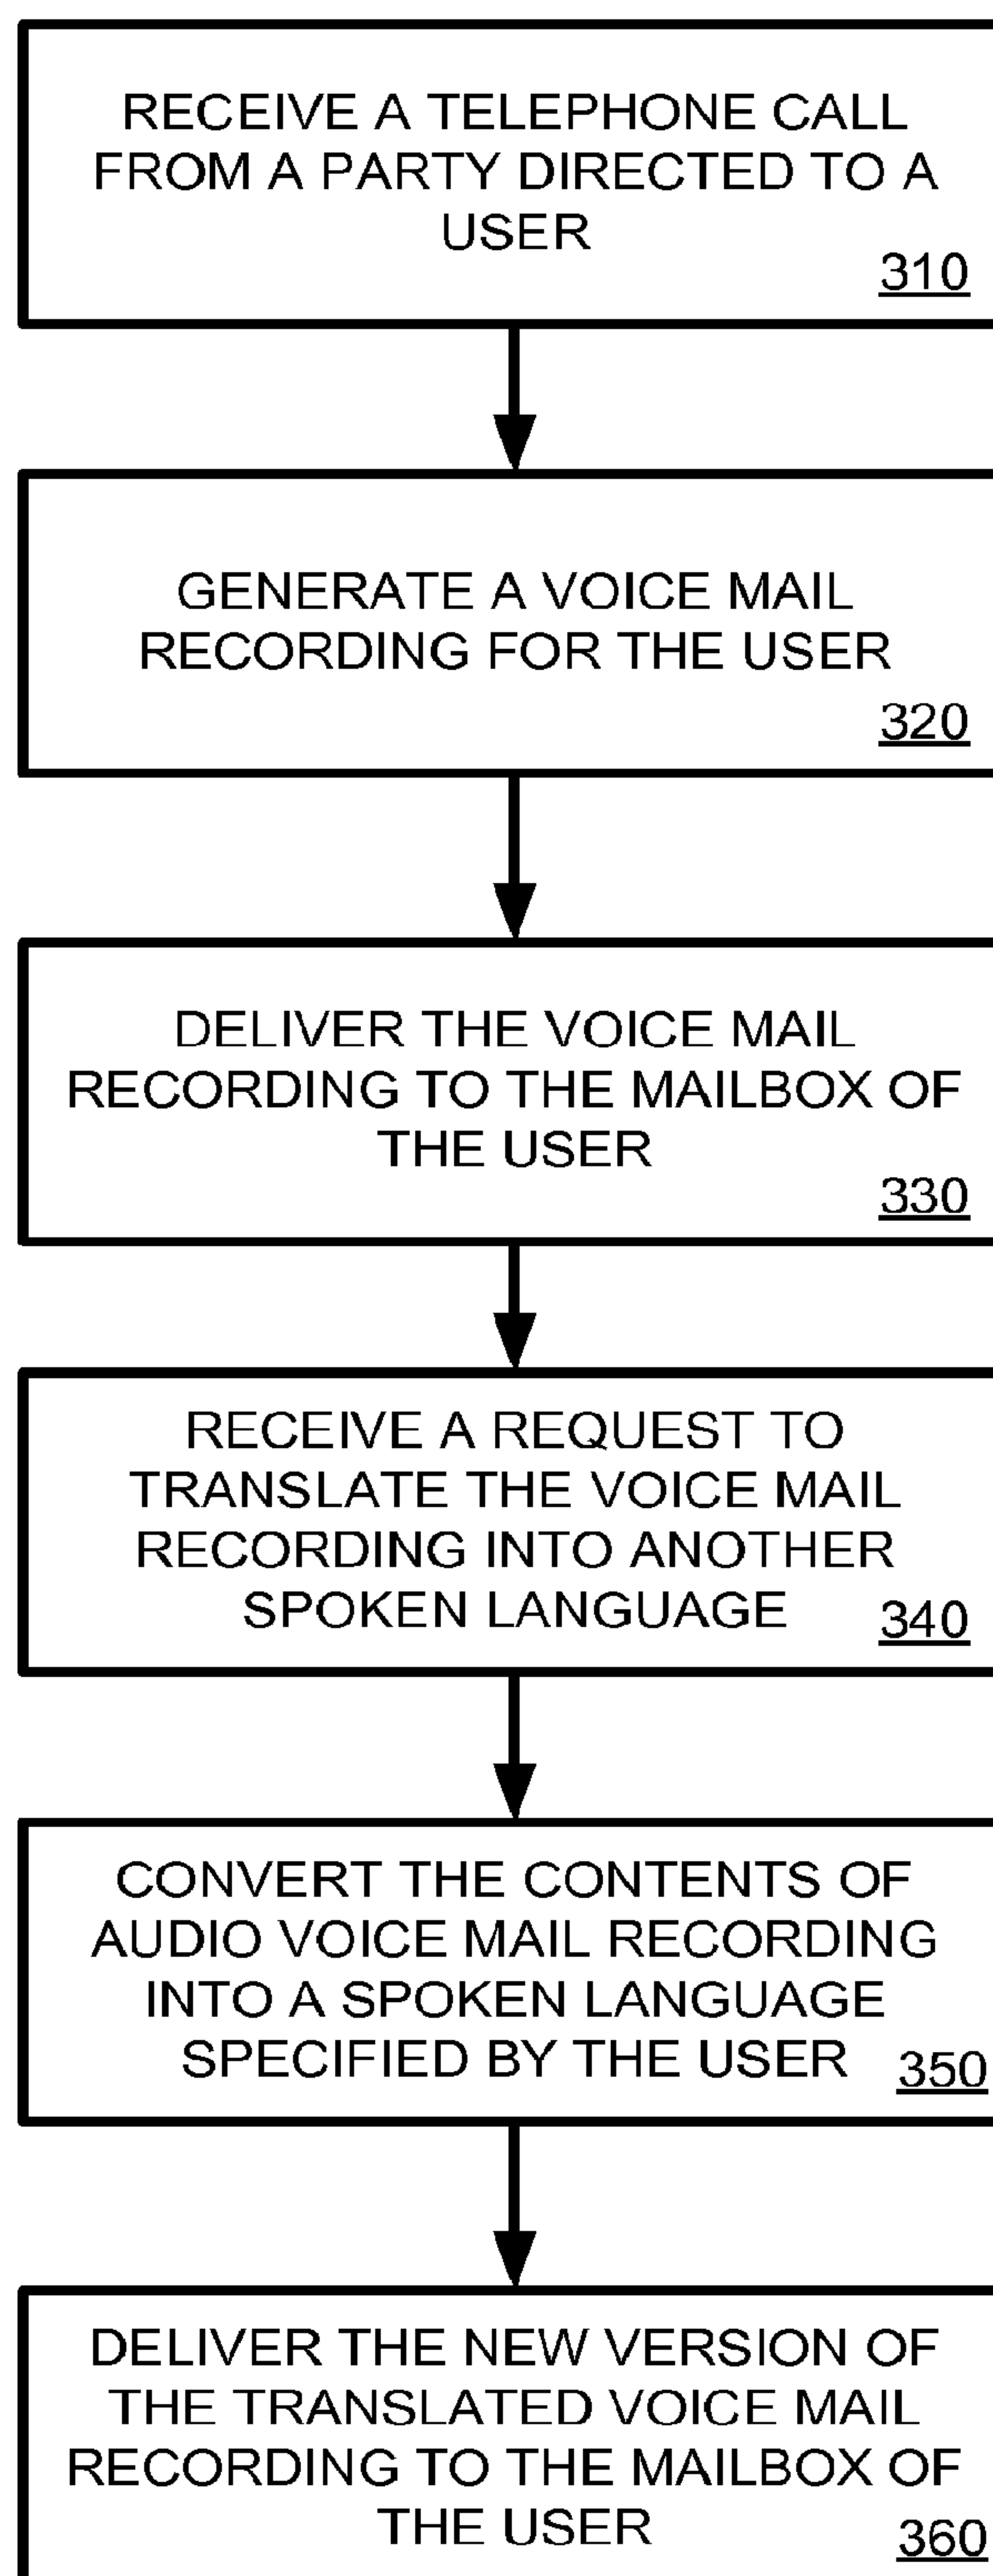 RECEIVE A TELEPHONE CALL
FROM A PARTY DIRECTED TO A
USER
310
GENERATE A VOICE MAIL
RECORDING FOR THE USER
320
DELIVER THE VOICE MAIL
RECORDING TO THE MAILBOX OF
THE USER
330
RECEIVE A REQUEST TO
TRANSLATE THE VOICE MAIL
RECORDING INTO ANOTHER
SPOKEN LANGUAGE
340
CONVERT THE CONTENTS OF
AUDIO VOICE MAIL RECORDING
INTO A SPOKEN LANGUAGE
SPECIFIED BY THE USER
350
DELIVER THE NEW VERSION OF
THE TRANSLATED VOICE MAIL
RECORDING TO THE MAILBOX OF
THE USER
360